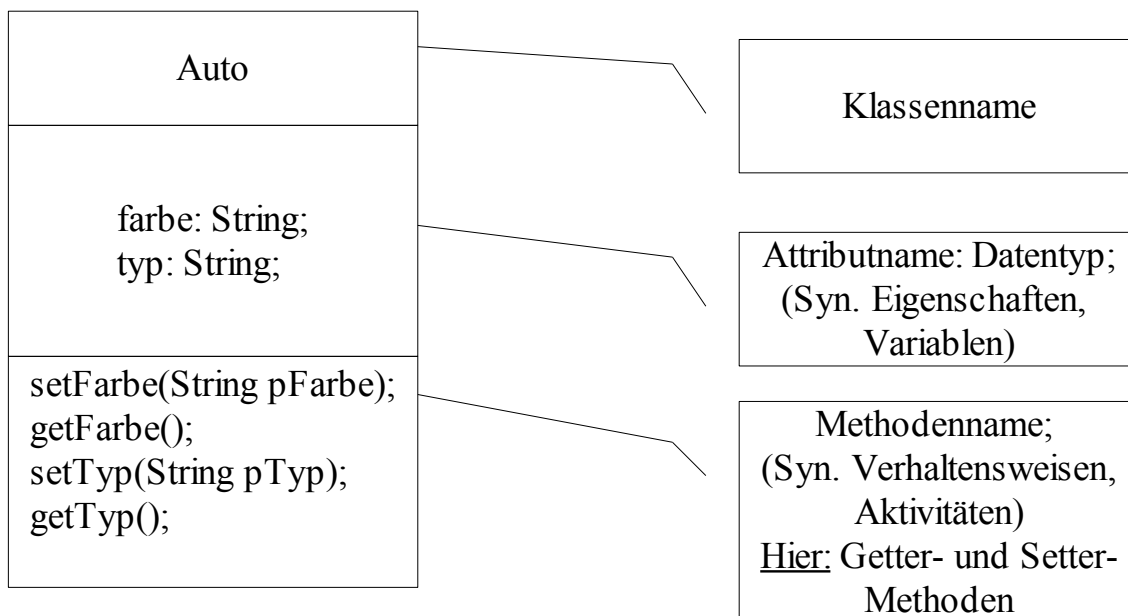 Auto
farbe: String;
typ: String;
setFarbe(String pFarbe);
getFarbe();
setTyp(String pTyp);
getTyp();
Klassenname
Attributname: Datentyp;
(Syn. Eigenschaften,
Variablen)
Methodenname;
(Syn. Verhaltensweisen,
Aktivitäten)
Hier: Getter- und Setter-
Methoden